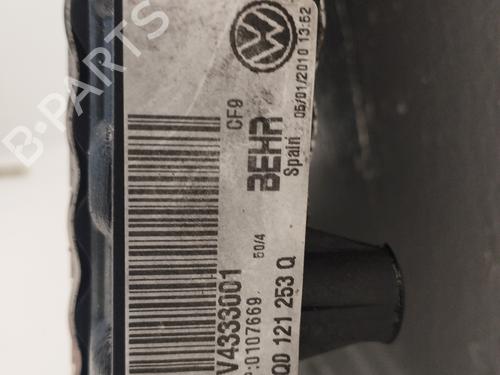 05/01/2010 13:52
CF9
BEHR
Spain
50/4
V4333001
:0107669
Q0 121 253 Q
B-PARTS